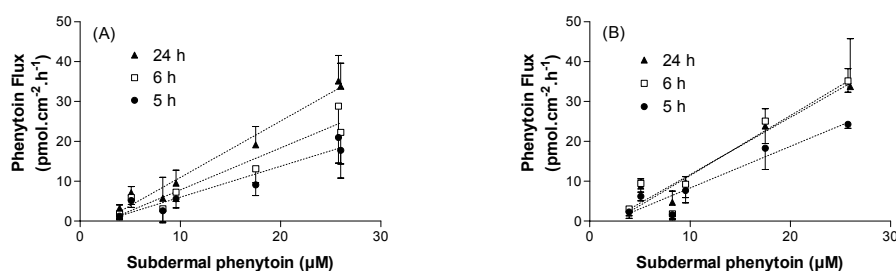 (A)
24 h
6 h
5 h
Phenytoin Flux
(pmol.cm⁻².h⁻¹)
50
40
30
20
10
0
0 10 20 30
Subdermal phenytoin (µM)
(B)
24 h
6 h
5 h
Phenytoin Flux
(pmol.cm⁻².h⁻¹)
50
40
30
20
10
0
0 10 20 30
Subdermal phenytoin (µM)